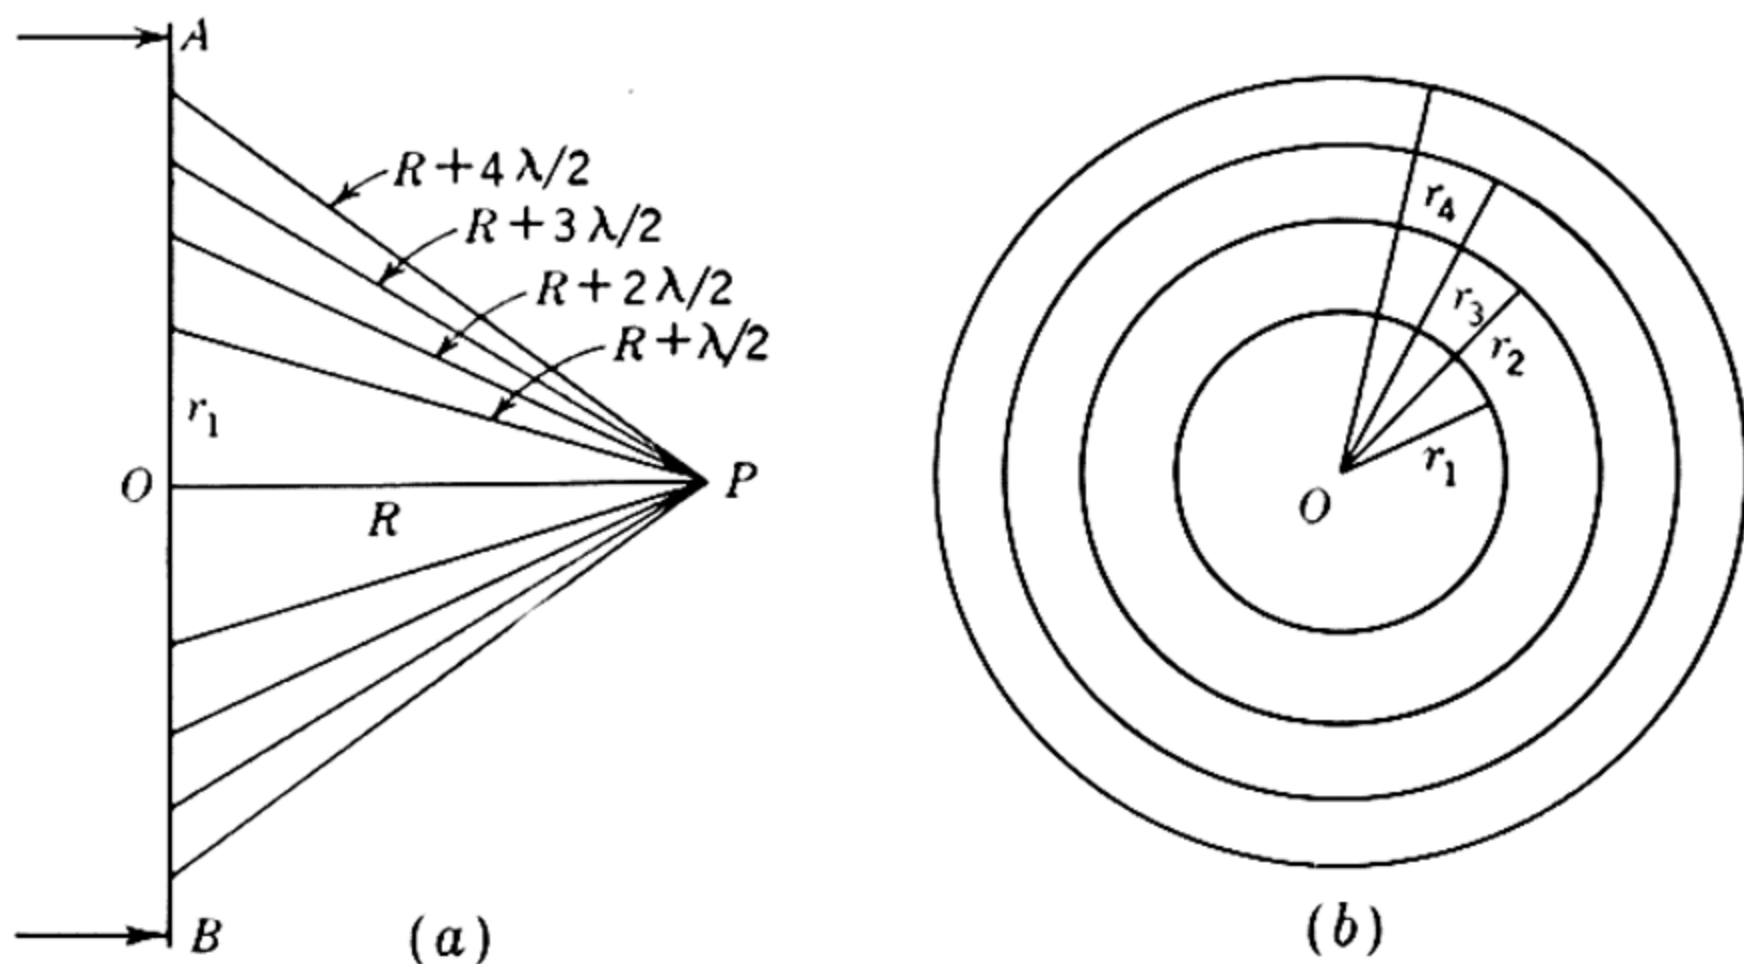 A
R + 4 λ/2
R + 3 λ/2
R + 2 λ/2
R + λ/2
r₁
O
R
P
B
(a)
r₄
r₃
r₂
r₁
O
(b)